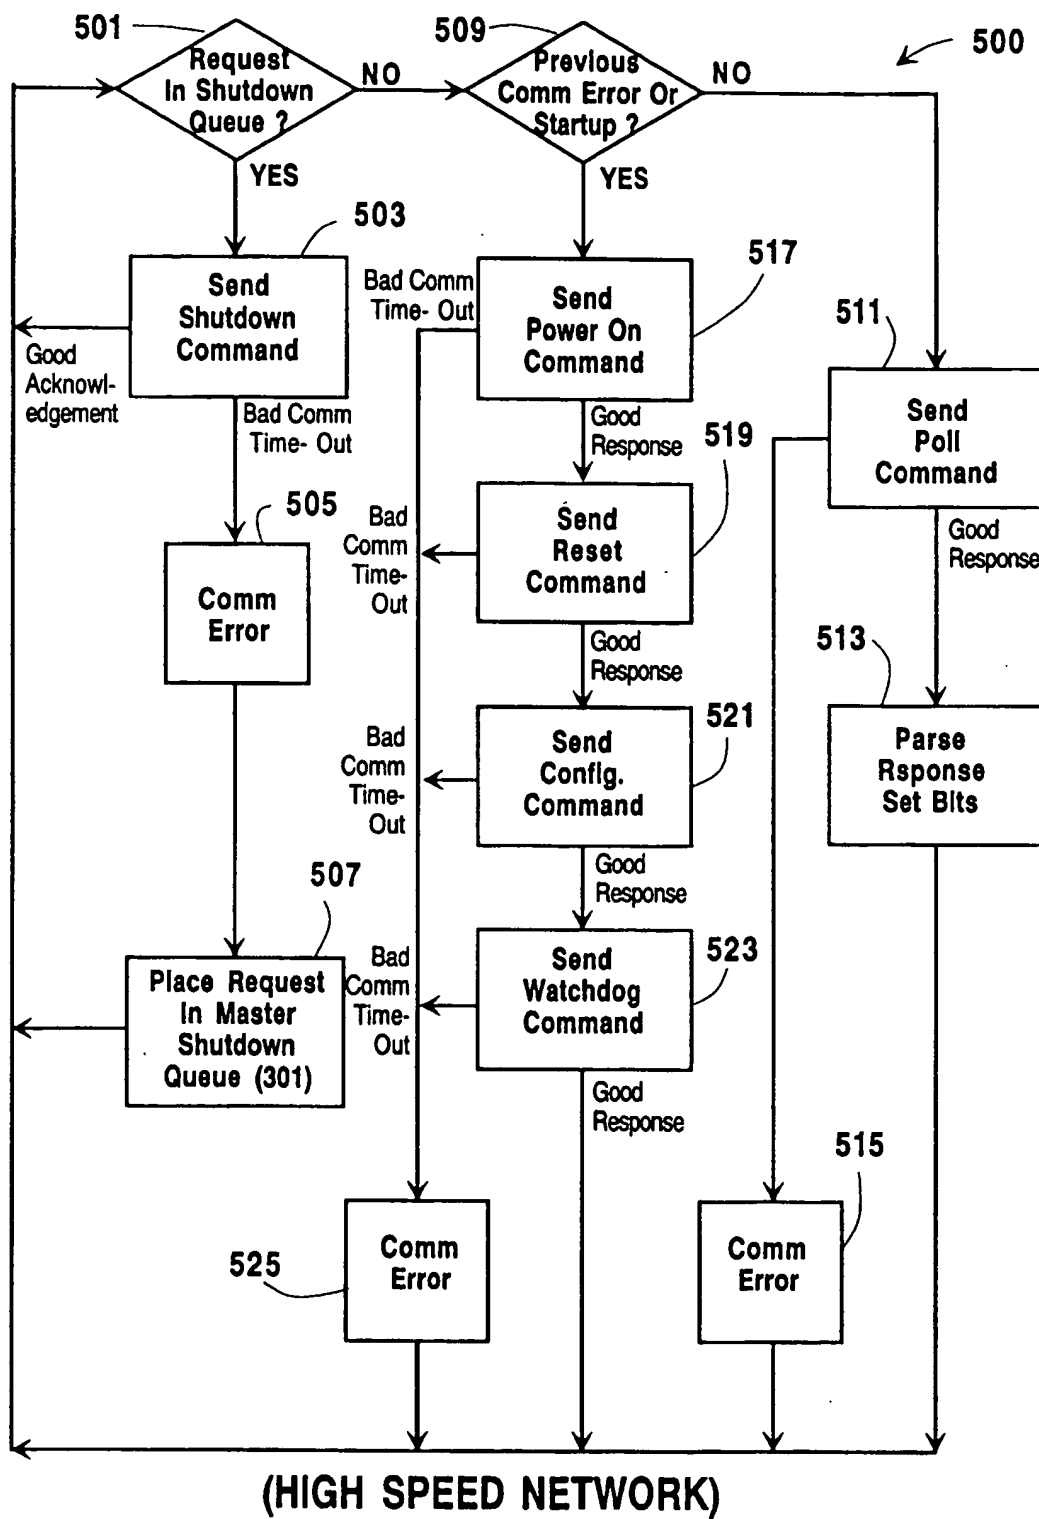 501
509
500
Request
In Shutdown
Queue ?
NO
Previous
Comm Error Or
Startup ?
NO
YES
YES
503
517
511
Send
Shutdown
Command
Bad Comm
Time- Out
Send
Power On
Command
Good
Acknowl-
edgement
Bad Comm
Time- Out
Good
Response
Send
Poll
Command
519
505
Bad
Comm
Time-
Out
Send
Reset
Command
Good
Response
Comm
Error
Good
Response
513
521
Bad
Comm
Time-
Out
Send
Config.
Command
Parse
Rsponse
Set Bits
Good
Response
507
523
Place Request
In Master
Shutdown
Queue (301)
Bad
Comm
Time-
Out
Send
Watchdog
Command
Good
Response
515
525
Comm
Error
Comm
Error
(HIGH SPEED NETWORK)